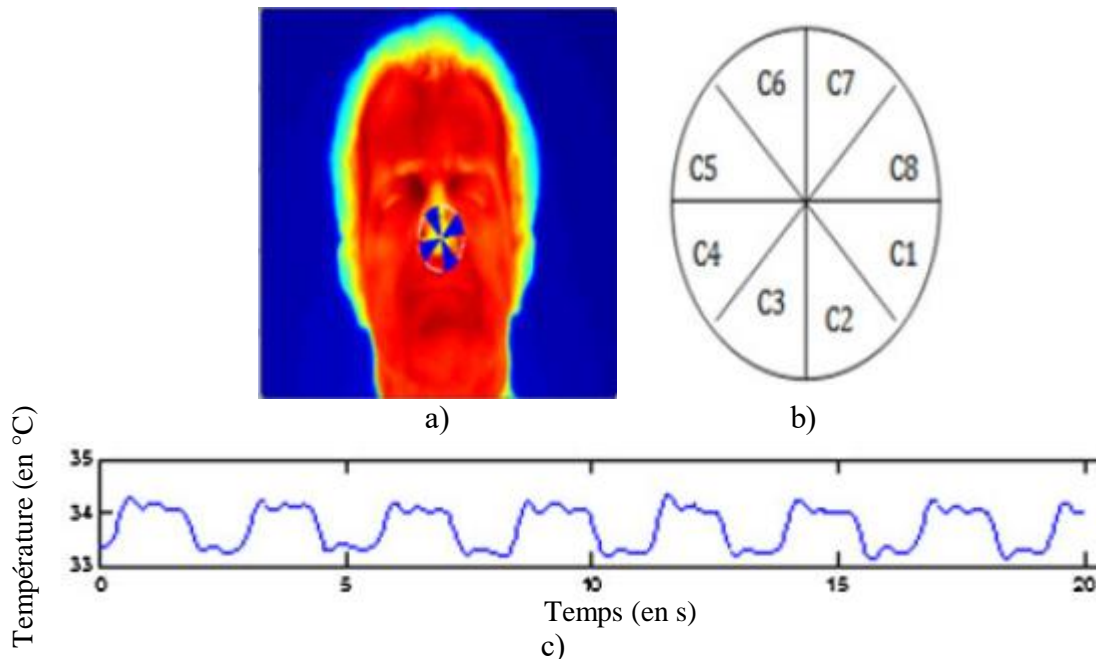 C6 C7
C5 C8
C4 C1
C3 C2
a) b)
Température (en °C)
35
34
33
0 5 10 15 20
Temps (en s)
c)